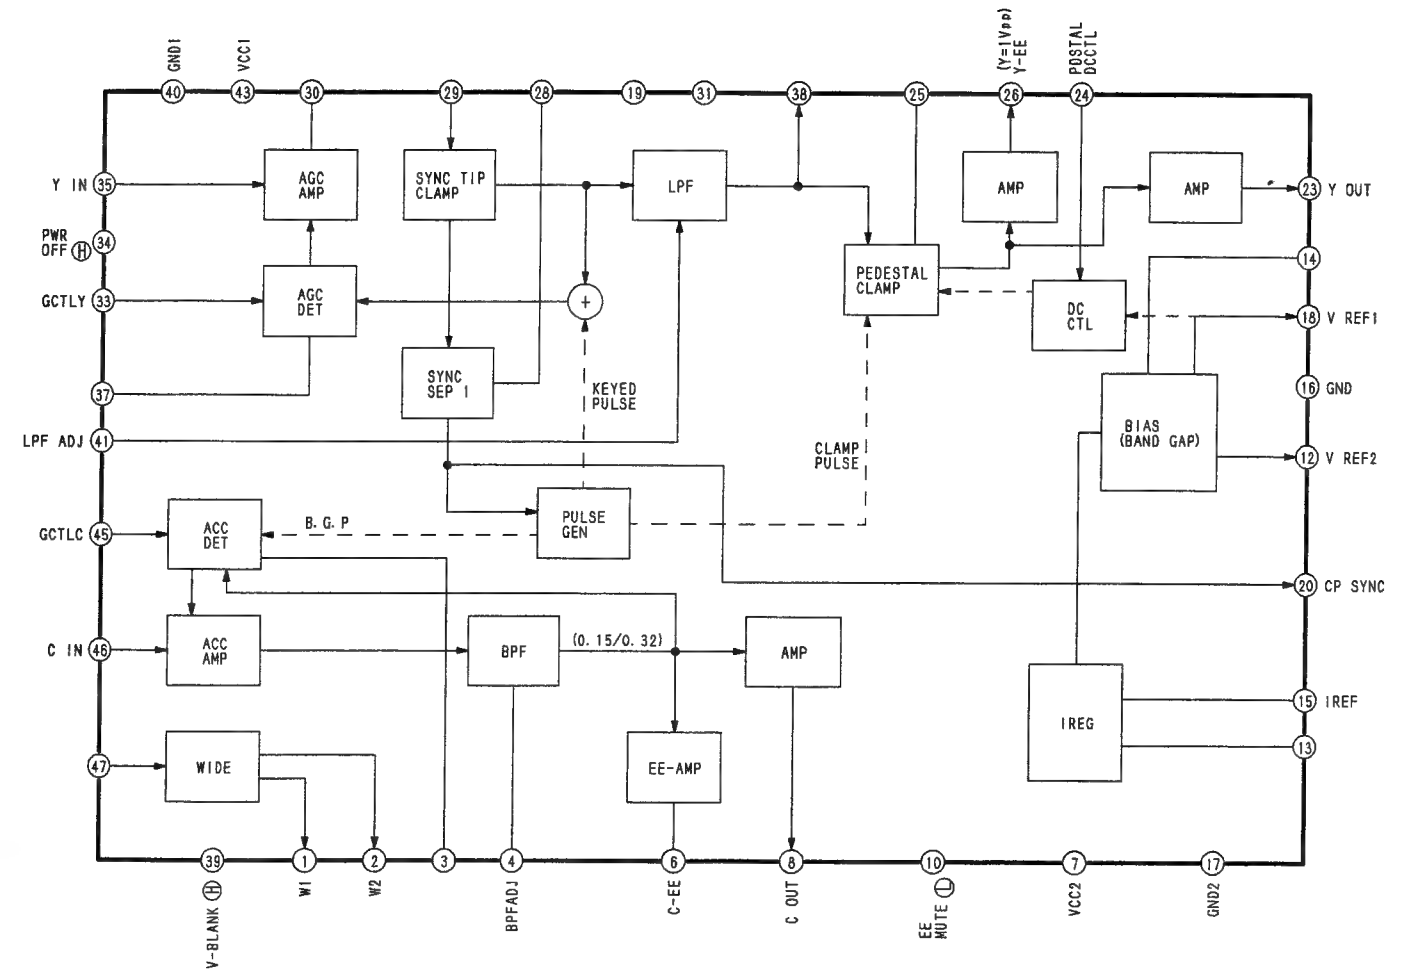 GND1
VCC1
(Y=1Vpp)
Y-EE
POSTAL
DCCTL
40
43
30
29
28
19
31
38
25
26
24
Y IN
35
AGC
AMP
SYNC TIP
CLAMP
LPF
AMP
AMP
23
Y OUT
PWR
OFF H
34
PEDESTAL
CLAMP
14
GCTLY
33
AGC
DET
+
DC
CTL
18
V REF1
37
SYNC
SEP 1
KEYED
PULSE
16
GND
LPF ADJ
41
CLAMP
PULSE
BIAS
(BAND GAP)
12
V REF2
GCTLC
45
ACC
DET
B.G.P
PULSE
GEN
20
CP SYNC
C IN
46
ACC
AMP
BPF
(0.15/0.32)
AMP
IREG
15
IREF
13
47
WIDE
EE-AMP
39
1
2
3
4
6
8
10
7
17
V-BLANK H
W1
W2
BPFADJ
C-EE
C OUT
EE
MUTE L
VCC2
GND2